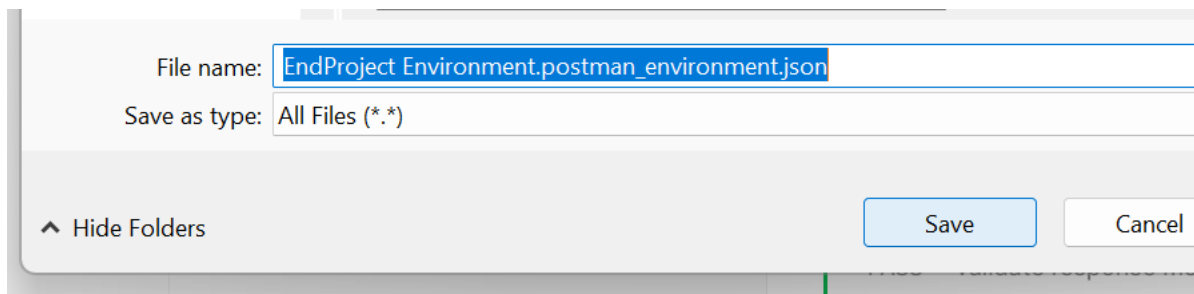 File name: EndProject Environment.postman_environment.json
Save as type: All Files (*.*)
Hide Folders
Save
Cancel